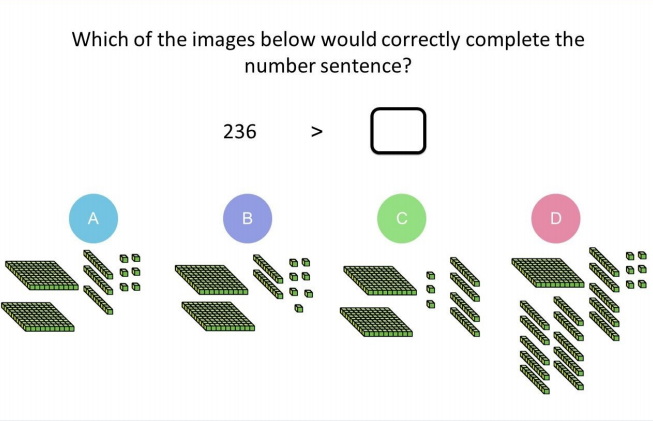 Which of the images below would correctly complete the
number sentence?
236 >
A B C D